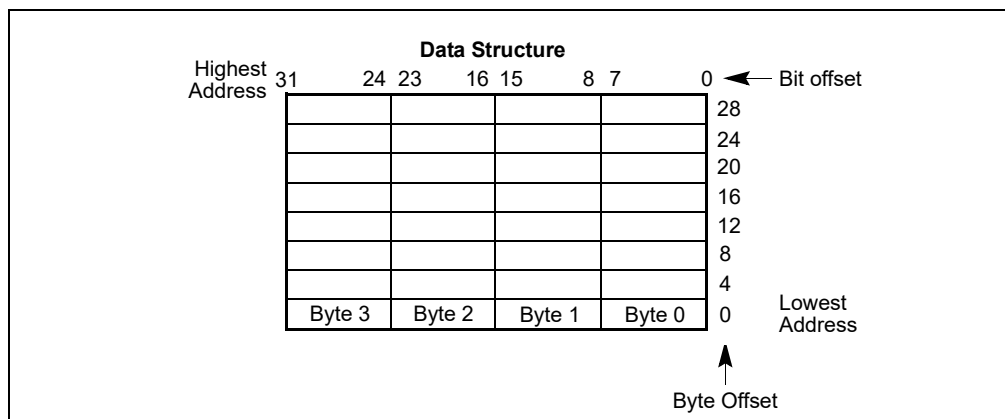 Data Structure
Highest
Address
31 24 23 16 15 8 7 0
Bit offset
28
24
20
16
12
8
4
Byte 3 Byte 2 Byte 1 Byte 0 0
Lowest
Address
Byte Offset